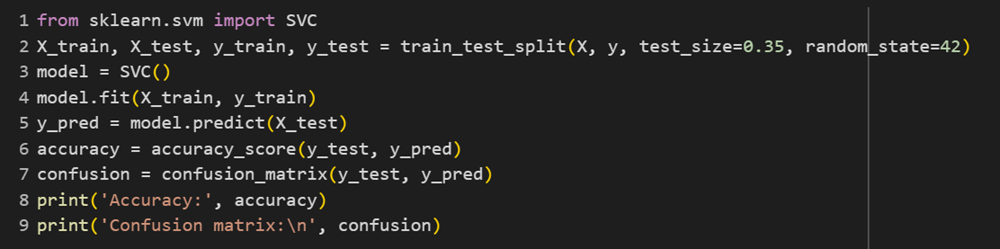 1 from sklearn.svm import SVC
2 X_train, X_test, y_train, y_test = train_test_split(X, y, test_size=0.35, random_state=42)
3 model = SVC()
4 model.fit(X_train, y_train)
5 y_pred = model.predict(X_test)
6 accuracy = accuracy_score(y_test, y_pred)
7 confusion = confusion_matrix(y_test, y_pred)
8 print('Accuracy:', accuracy)
9 print('Confusion matrix:\n', confusion)